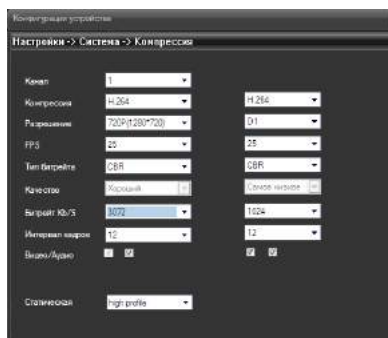 Конфигурация устройства
Настройки -> Система -> Компрессия
Канал 1
Компрессия H.264 H.264
Разрешение 720P(1280*720) D1
FPS 25 25
Тип битрейта CBR CBR
Качество Хороший Самое низкое
Битрейт Kb/S 3072 1024
Интервал кадров 12 12
Видео/Аудио
Статическая high profile